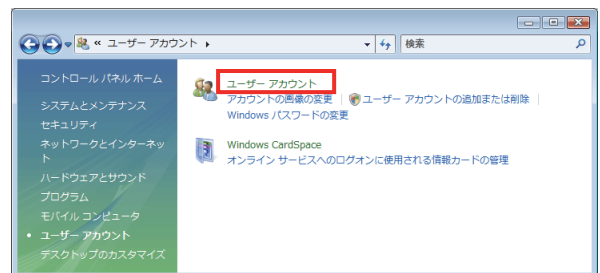 « ユーザー アカウント
検索
コントロール パネル ホーム
システムとメンテナンス
セキュリティ
ネットワークとインターネッ
ト
ハードウェアとサウンド
プログラム
モバイル コンピュータ
• ユーザー アカウント
デスクトップのカスタマイズ
ユーザー アカウント
アカウントの画像の変更 ユーザー アカウントの追加または削除
Windows パスワードの変更
Windows CardSpace
オンライン サービスへのログオンに使用される情報カードの管理